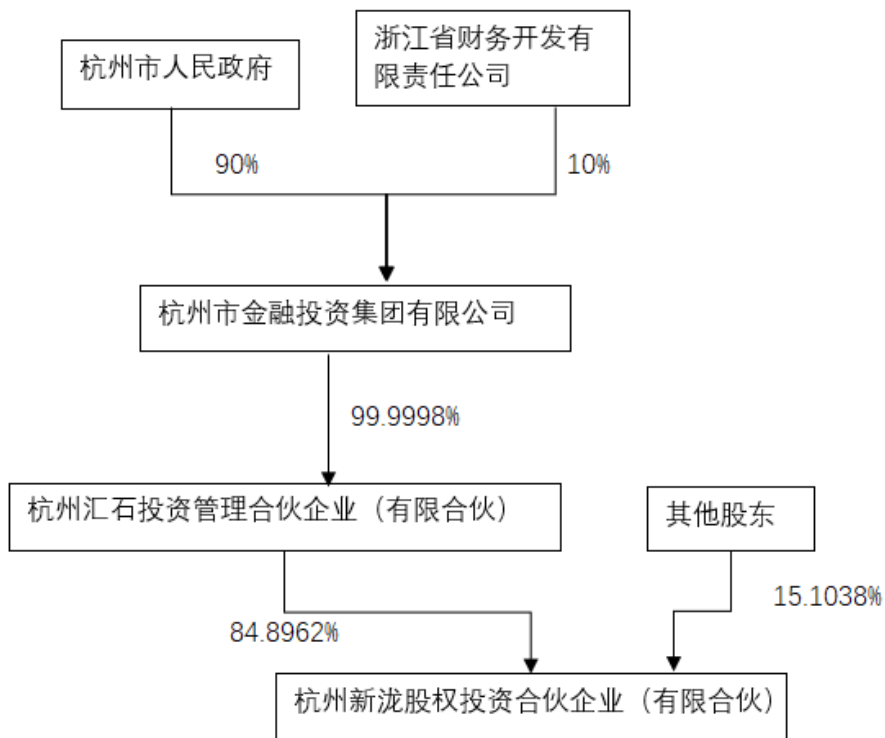 杭州市人民政府
浙江省财务开发有
限责任公司
90%
10%
杭州市金融投资集团有限公司
99.9998%
杭州汇石投资管理合伙企业（有限合伙）
其他股东
15.1038%
84.8962%
杭州新泷股权投资合伙企业（有限合伙）